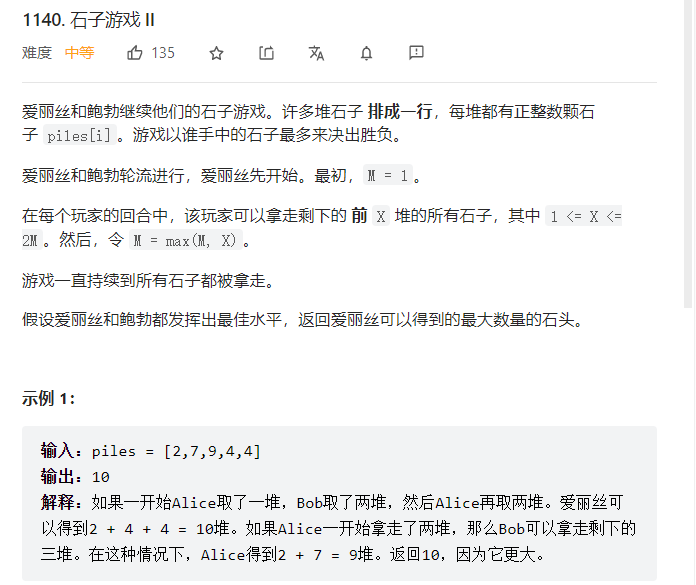 1140. 石子游戏 II
难度 中等 135
爱丽丝和鲍勃继续他们的石子游戏。许多堆石子 排成一行，每堆都有正整数颗石
子 piles[i] 。游戏以谁手中的石子最多来决出胜负。
爱丽丝和鲍勃轮流进行，爱丽丝先开始。最初，M = 1 。
在每个玩家的回合中，该玩家可以拿走剩下的 前 X 堆的所有石子，其中 1 <= X <=
2M 。然后，令 M = max(M, X) 。
游戏一直持续到所有石子都被拿走。
假设爱丽丝和鲍勃都发挥出最佳水平，返回爱丽丝可以得到的最大数量的石头。
示例 1：
输入：piles = [2,7,9,4,4]
输出：10
解释：如果一开始Alice取了一堆，Bob取了两堆，然后Alice再取两堆。爱丽丝可
以得到2 + 4 + 4 = 10堆。如果Alice一开始拿走了两堆，那么Bob可以拿走剩下的
三堆。在这种情况下，Alice得到2 + 7 = 9堆。返回10，因为它更大。